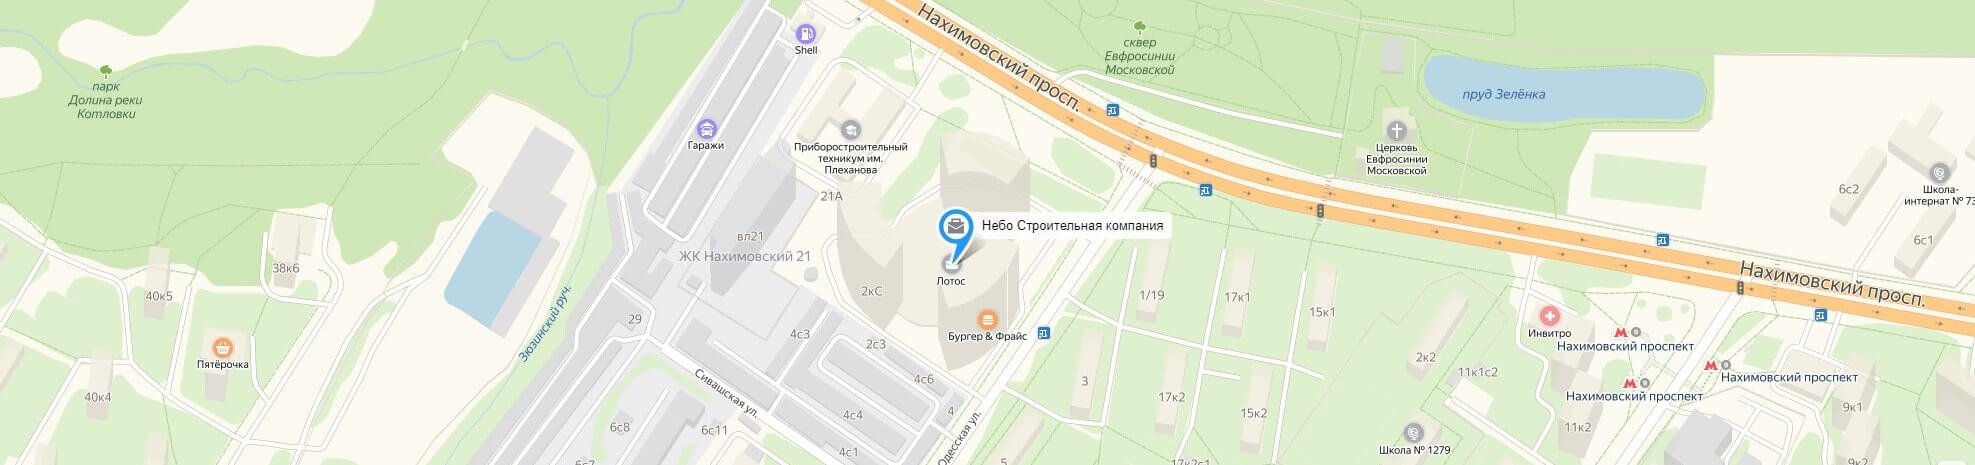 Нахимовский просп.
Shell
сквер
Евфросинии
Московской
парк
Долина реки
Котловки
пруд Зелёнка
Гаражи
Приборостроительный
техникум им.
Плеханова
Церковь
Евфросинии
Московской
6с2
Школа-
интернат № 73
21А
Небо Строительная компания
вл21
ЖК Нахимовский 21
6с1
38к6
40к5
Лотос
2кС
1/19
17к1
15к1
Нахимовский просп.
Зюзинский руч.
29
4с3
2с3
Бургер & Фрайс
Инвитро
Нахимовский проспект
Пятёрочка
2к2
11к1с2
Нахимовский проспект
Нахимовский проспект
Сивашская ул.
4с6
3
40к4
4с4
4
17к2
15к2
9к1
6с8
6с11
Одесская ул.
11к2
Школа № 1279
4с1
6с7
17к2с1
9к2